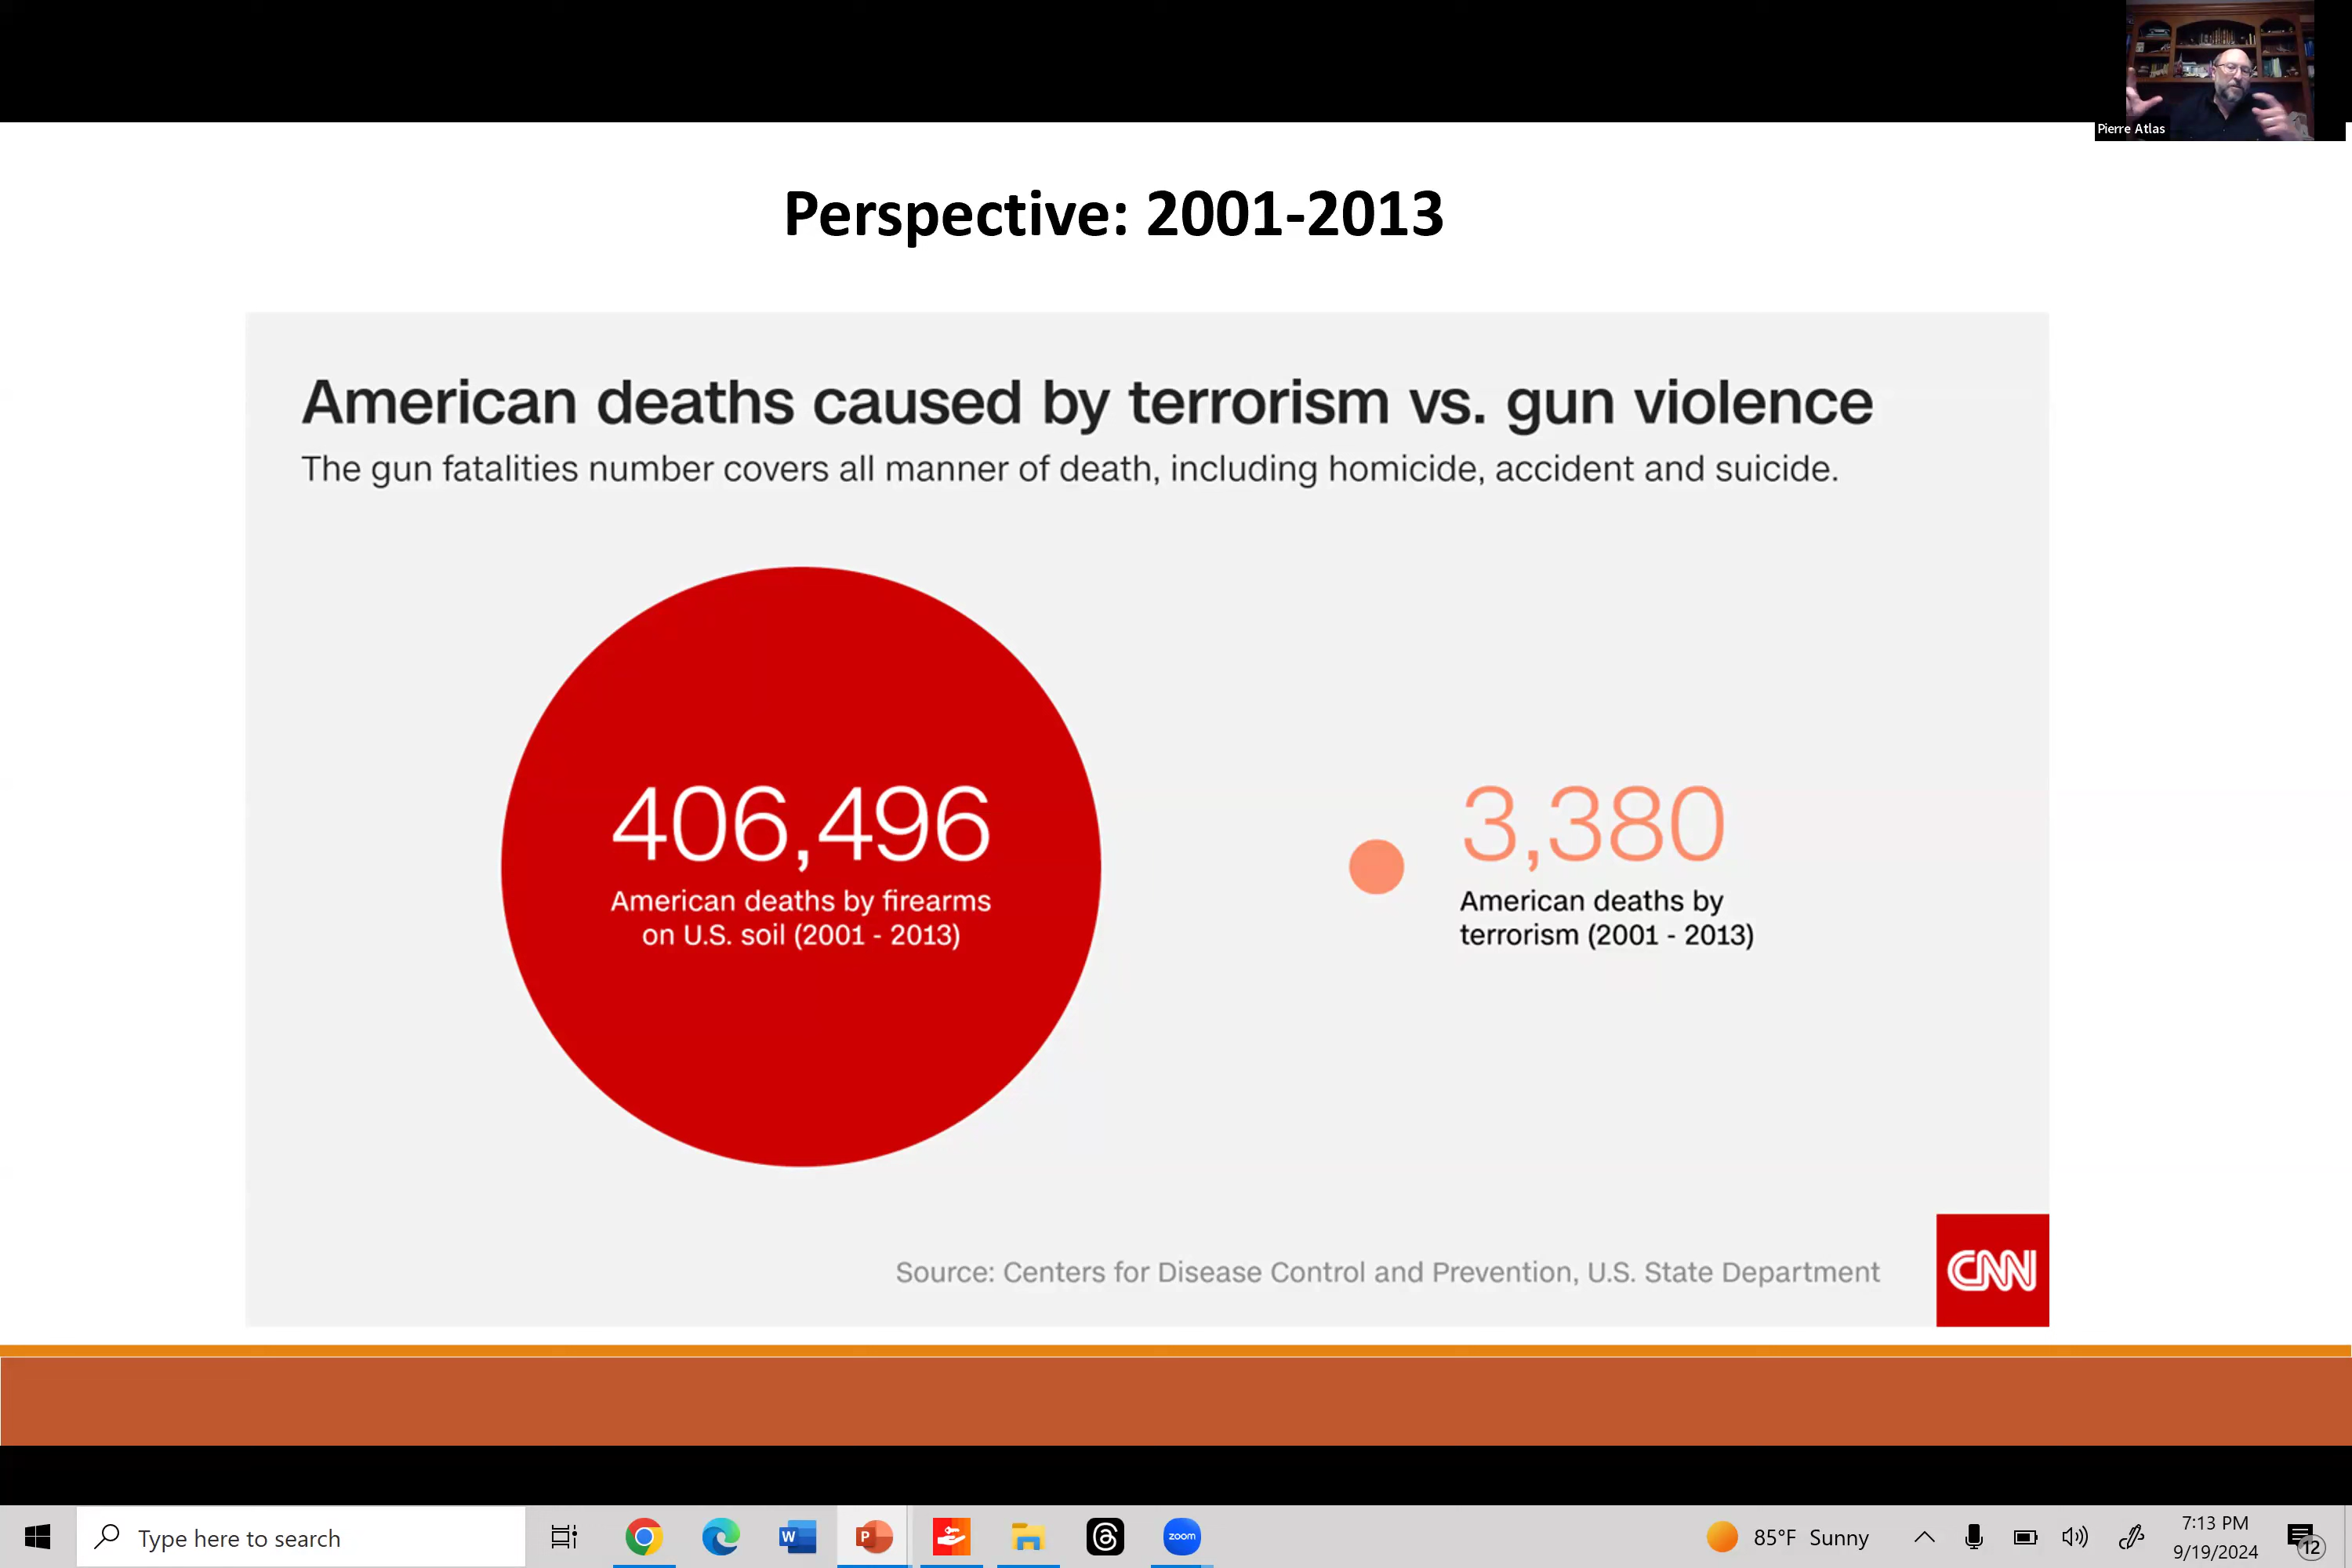 Pierre Atlas
Perspective: 2001-2013
American deaths caused by terrorism vs. gun violence
The gun fatalities number covers all manner of death, including homicide, accident and suicide.
406,496
American deaths by firearms
on U.S. soil (2001 - 2013)
3,380
American deaths by
terrorism (2001 - 2013)
Source: Centers for Disease Control and Prevention, U.S. State Department
CNN
Type here to search
W
P
zoom
85°F Sunny
7:13 PM
9/19/2024
12